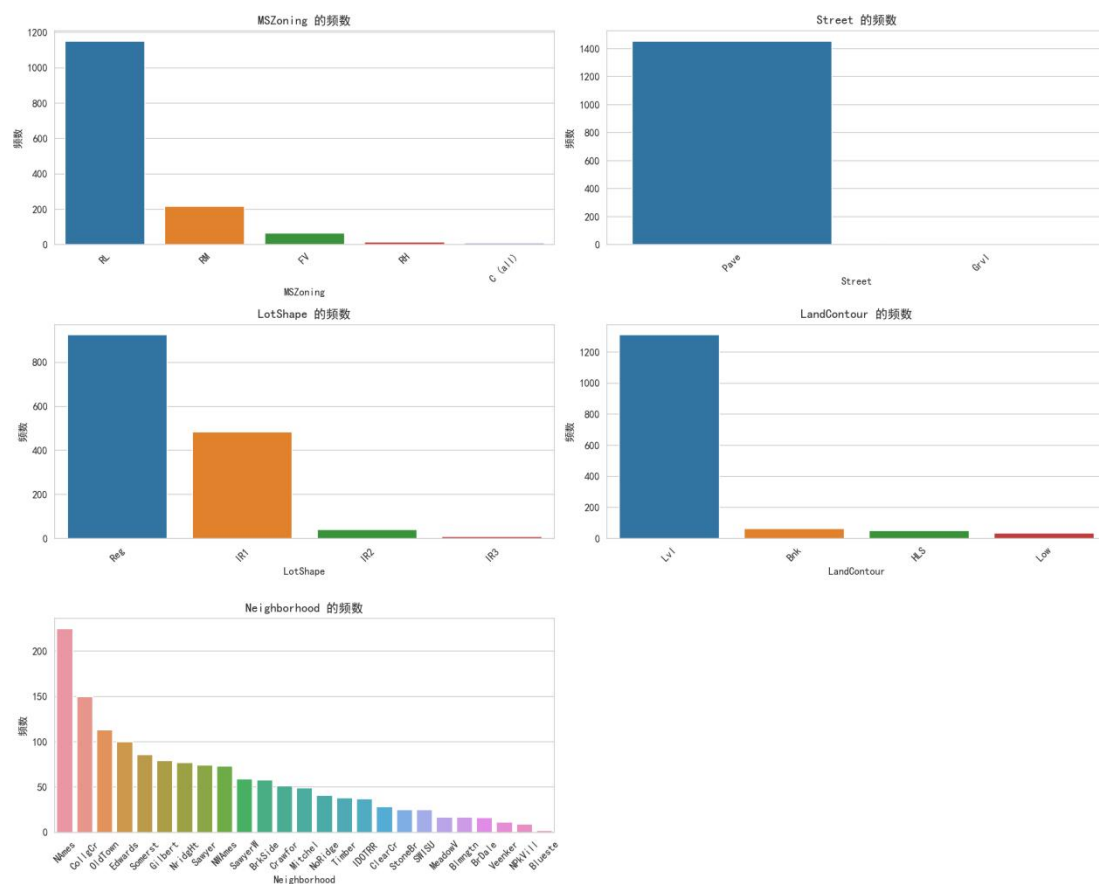 MSZoning 的频数
1200
1000
800
600
400
200
0
频数
RL
RM
FV
RH
C (all)
MSZoning
Street 的频数
1400
1200
1000
800
600
400
200
0
频数
Pave
Grvl
Street
LotShape 的频数
800
600
400
200
0
频数
Reg
IR1
IR2
IR3
LotShape
LandContour 的频数
1200
1000
800
600
400
200
0
频数
Lvl
Bnk
HLS
Low
LandContour
Neighborhood 的频数
200
150
100
50
0
频数
NAmes
CollgCr
OldTown
Edwards
Somerst
Gilbert
NridgHt
Sawyer
NWAmes
SawyerW
BrkSide
Crawfor
Mitchel
NoRidge
Timber
IDOTRR
ClearCr
StoneBr
SWISU
MeadowV
Blmngtn
BrDale
Veenker
NPkVill
Blueste
Neighborhood